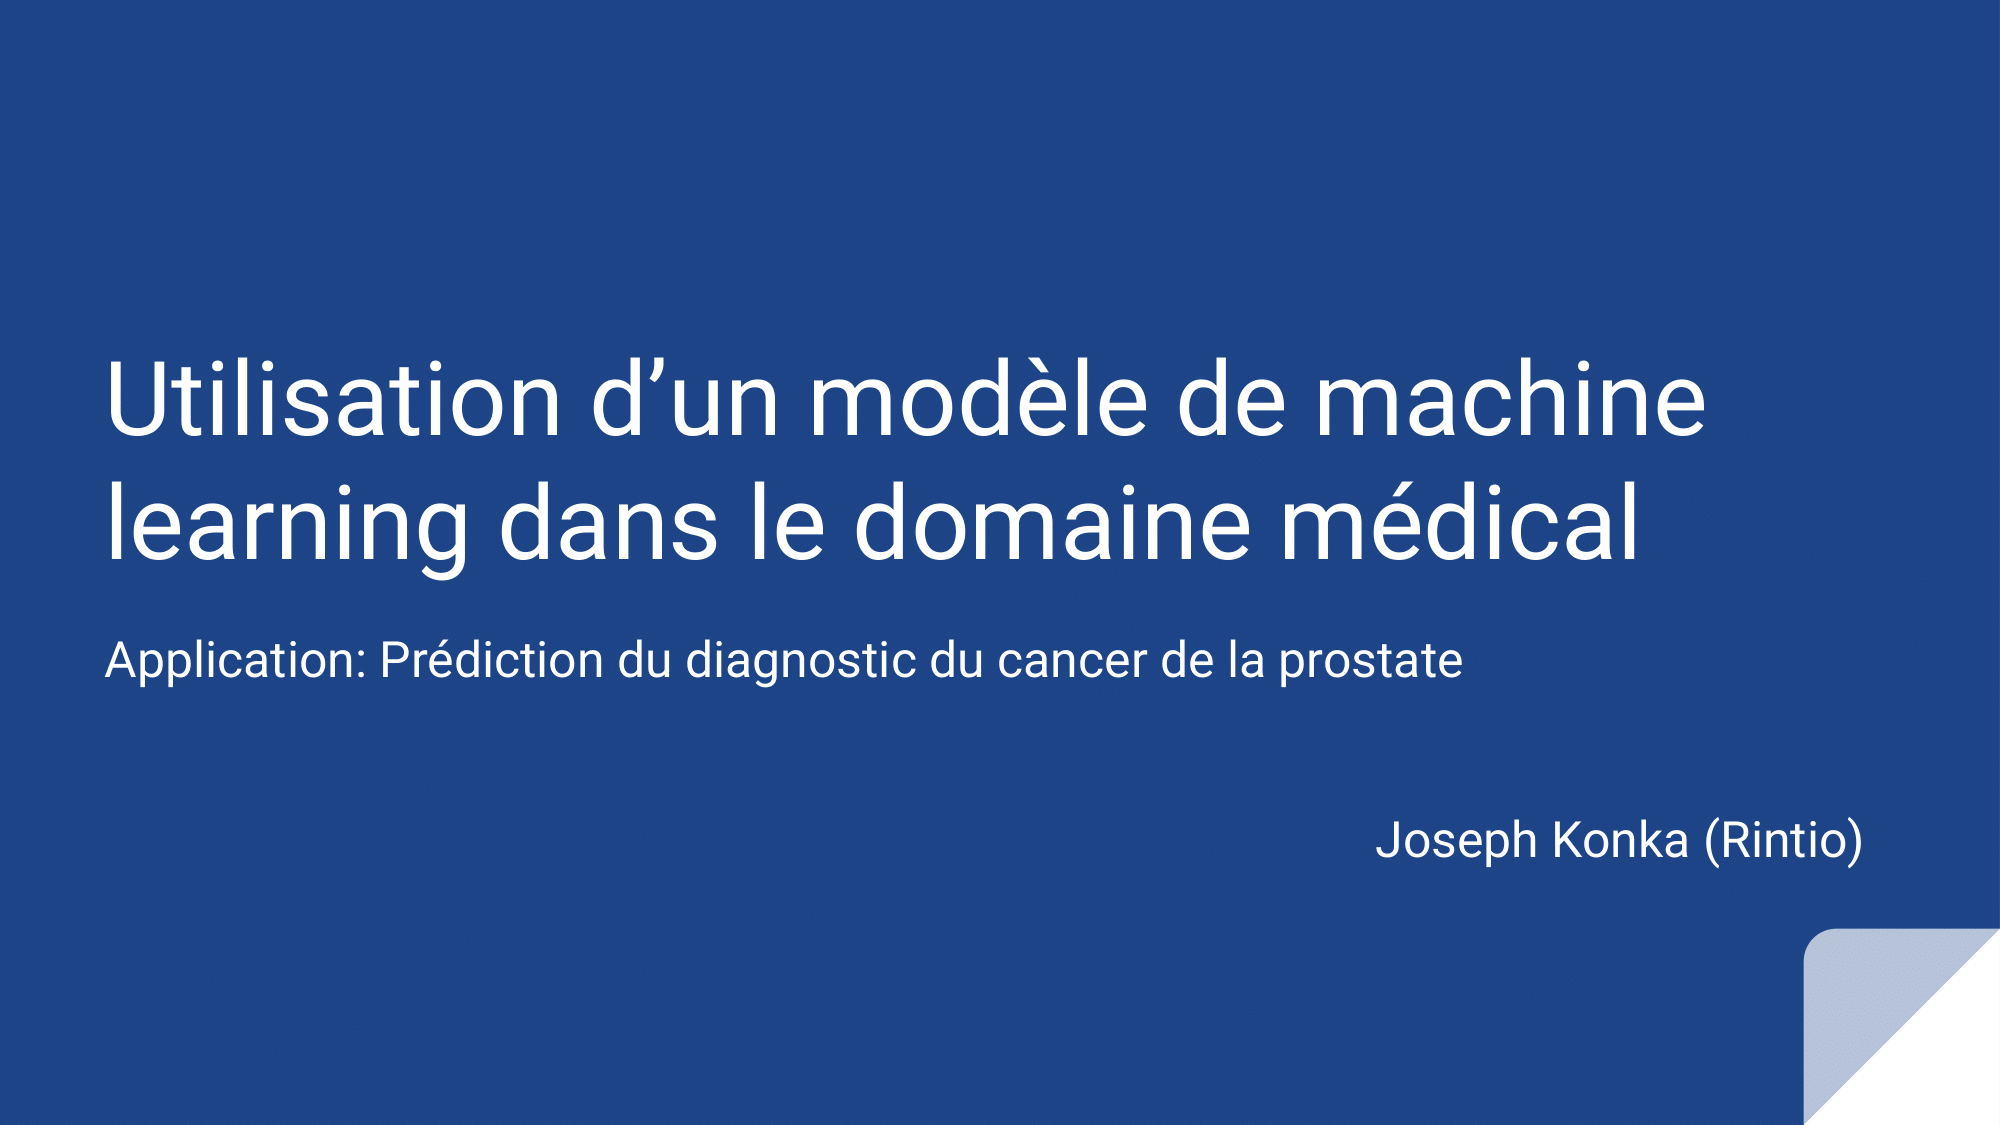 Utilisation d’un modèle de machine
learning dans le domaine médical
Application: Prédiction du diagnostic du cancer de la prostate
Joseph Konka (Rintio)